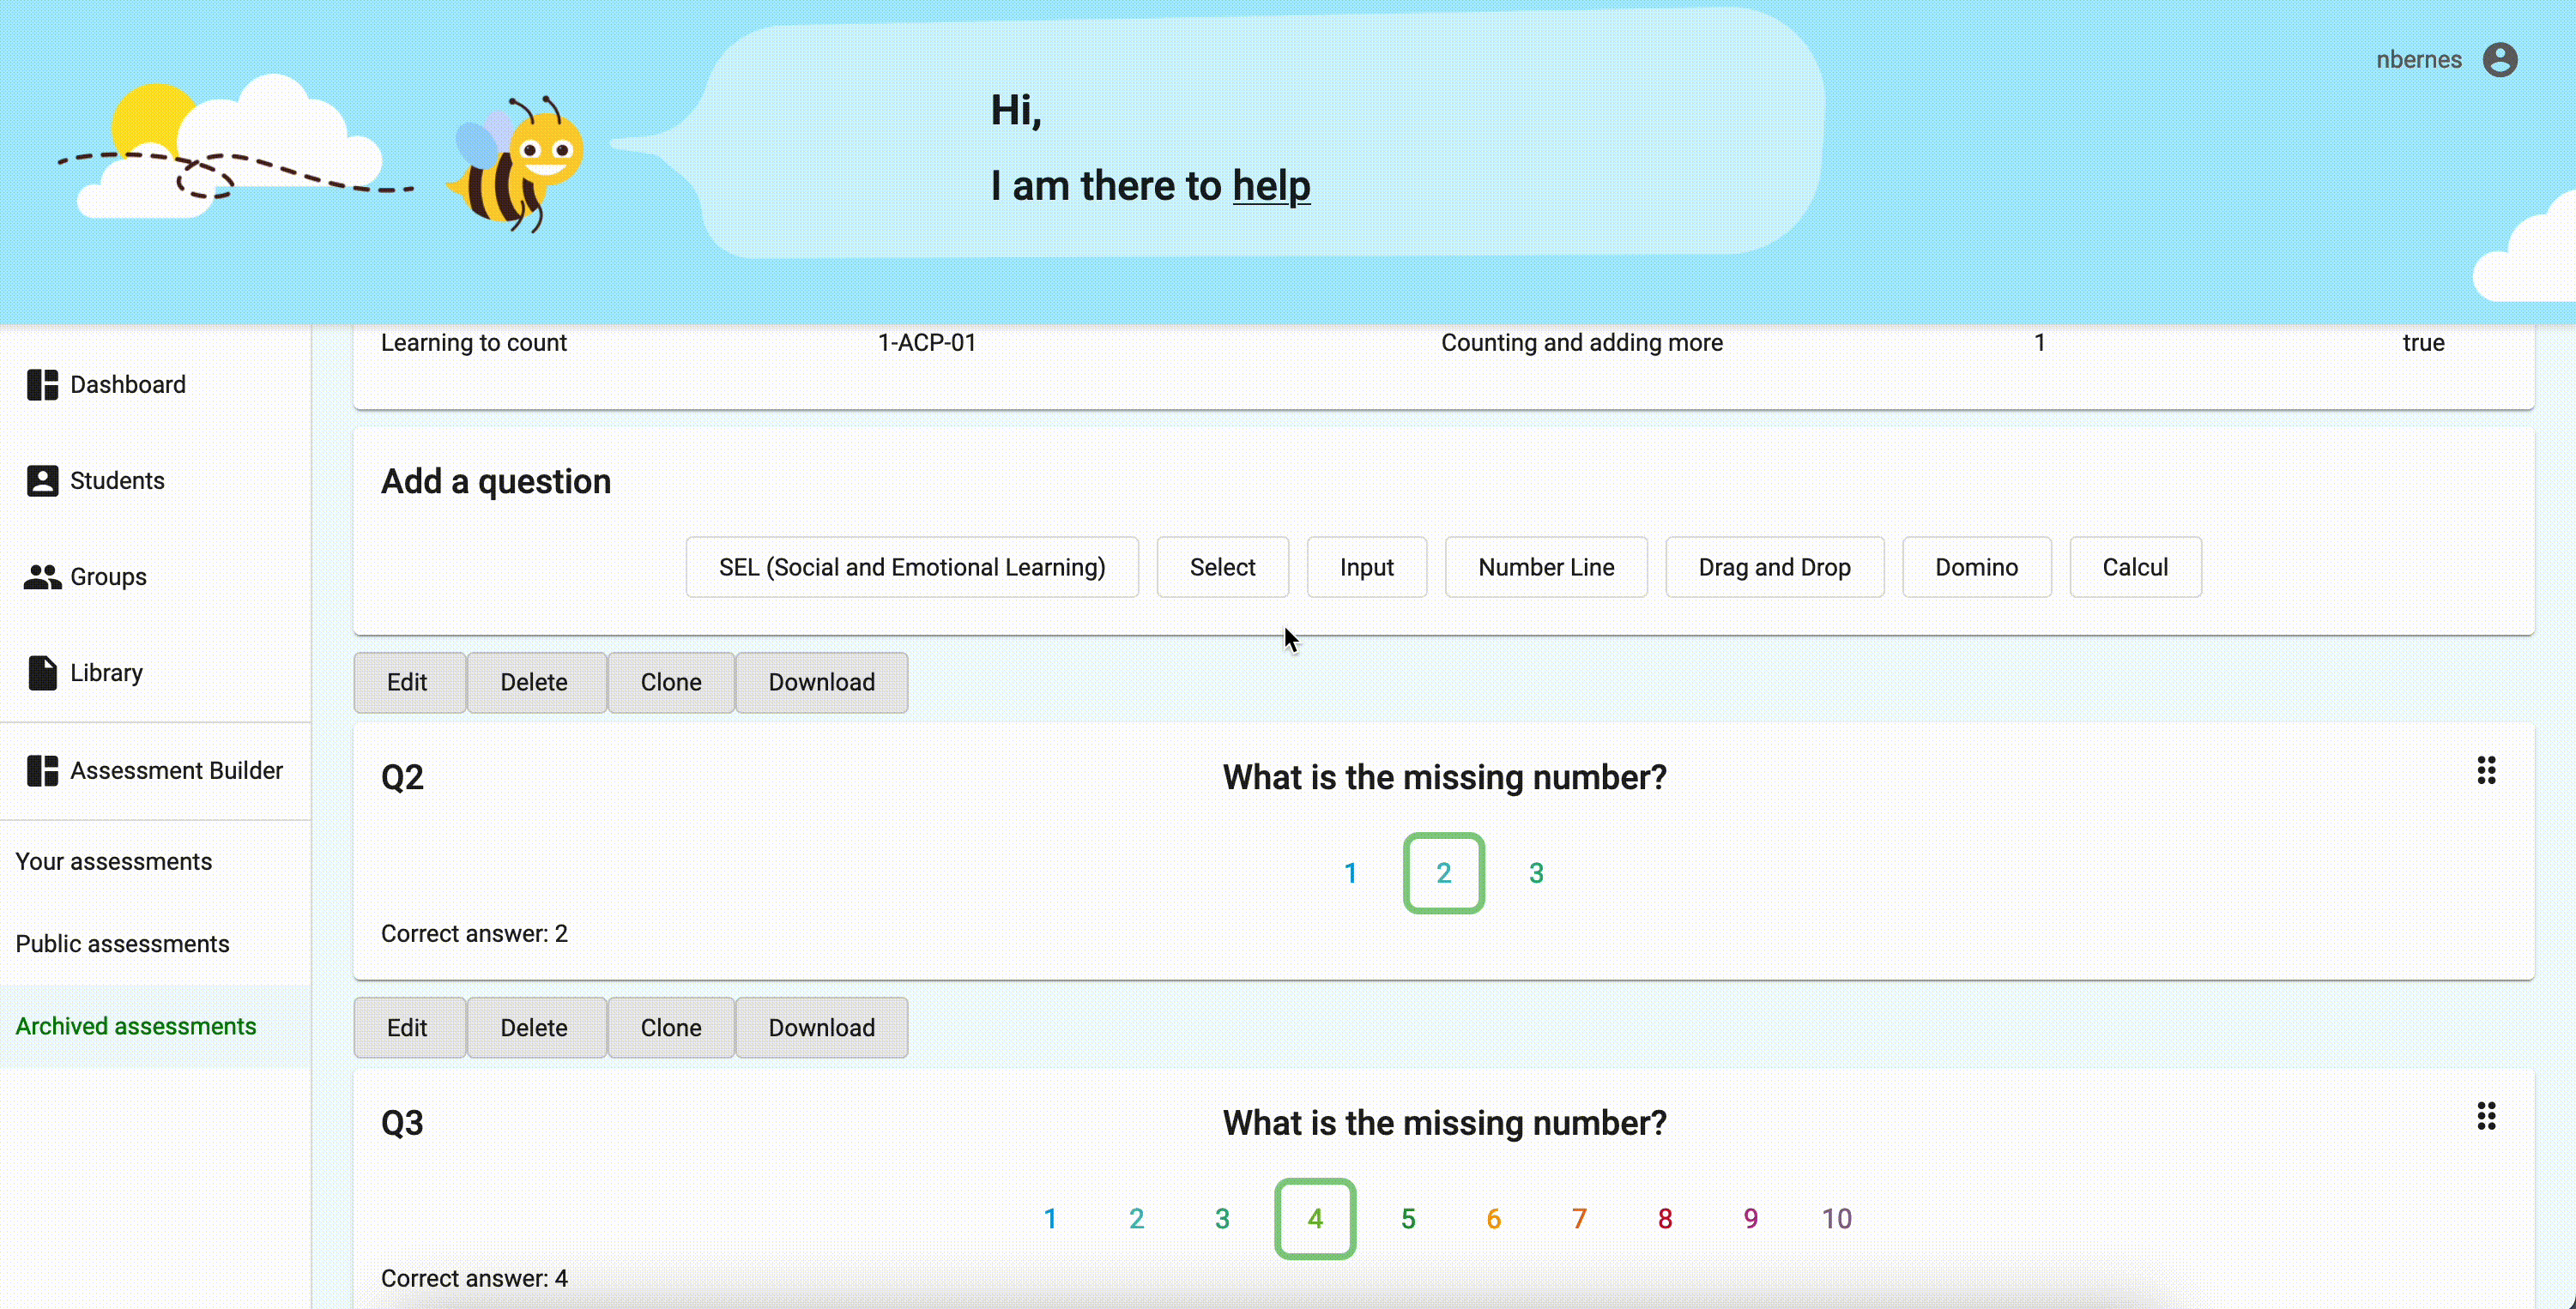 nbernes
Hi,
I am there to help
Learning to count 1-ACP-01 Counting and adding more 1 true
Dashboard
Students
Groups
Library
Assessment Builder
Your assessments
Public assessments
Archived assessments
Add a question
SEL (Social and Emotional Learning) Select Input Number Line Drag and Drop Domino Calcul
Edit Delete Clone Download
Q2 What is the missing number?
1 2 3
Correct answer: 2
Edit Delete Clone Download
Q3 What is the missing number?
1 2 3 4 5 6 7 8 9 10
Correct answer: 4